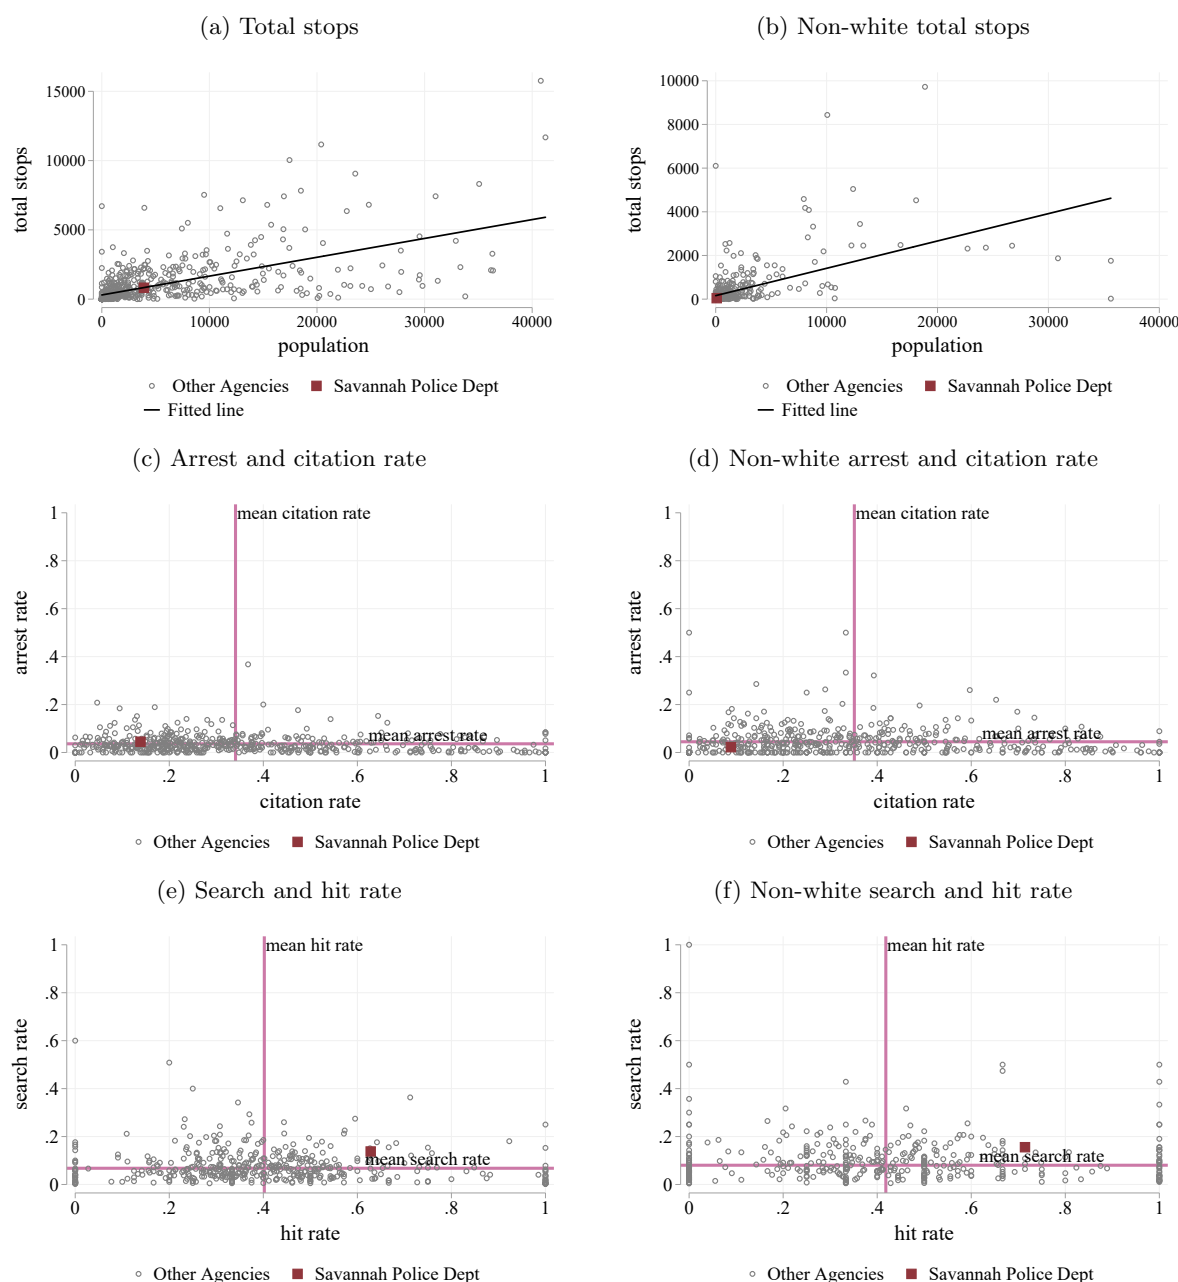 (a) Total stops
(b) Non-white total stops
total stops
15000
10000
5000
0
0 10000 20000 30000 40000
population
Other Agencies Savannah Police Dept
Fitted line
total stops
10000
8000
6000
4000
2000
0
0 10000 20000 30000 40000
population
Other Agencies Savannah Police Dept
Fitted line
(c) Arrest and citation rate
(d) Non-white arrest and citation rate
mean citation rate
arrest rate
1
.8
.6
.4
.2
0
mean arrest rate
0 .2 .4 .6 .8 1
citation rate
Other Agencies Savannah Police Dept
mean citation rate
arrest rate
1
.8
.6
.4
.2
0
mean arrest rate
0 .2 .4 .6 .8 1
citation rate
Other Agencies Savannah Police Dept
(e) Search and hit rate
(f) Non-white search and hit rate
mean hit rate
search rate
1
.8
.6
.4
.2
0
mean search rate
0 .2 .4 .6 .8 1
hit rate
Other Agencies Savannah Police Dept
mean hit rate
search rate
1
.8
.6
.4
.2
0
mean search rate
0 .2 .4 .6 .8 1
hit rate
Other Agencies Savannah Police Dept